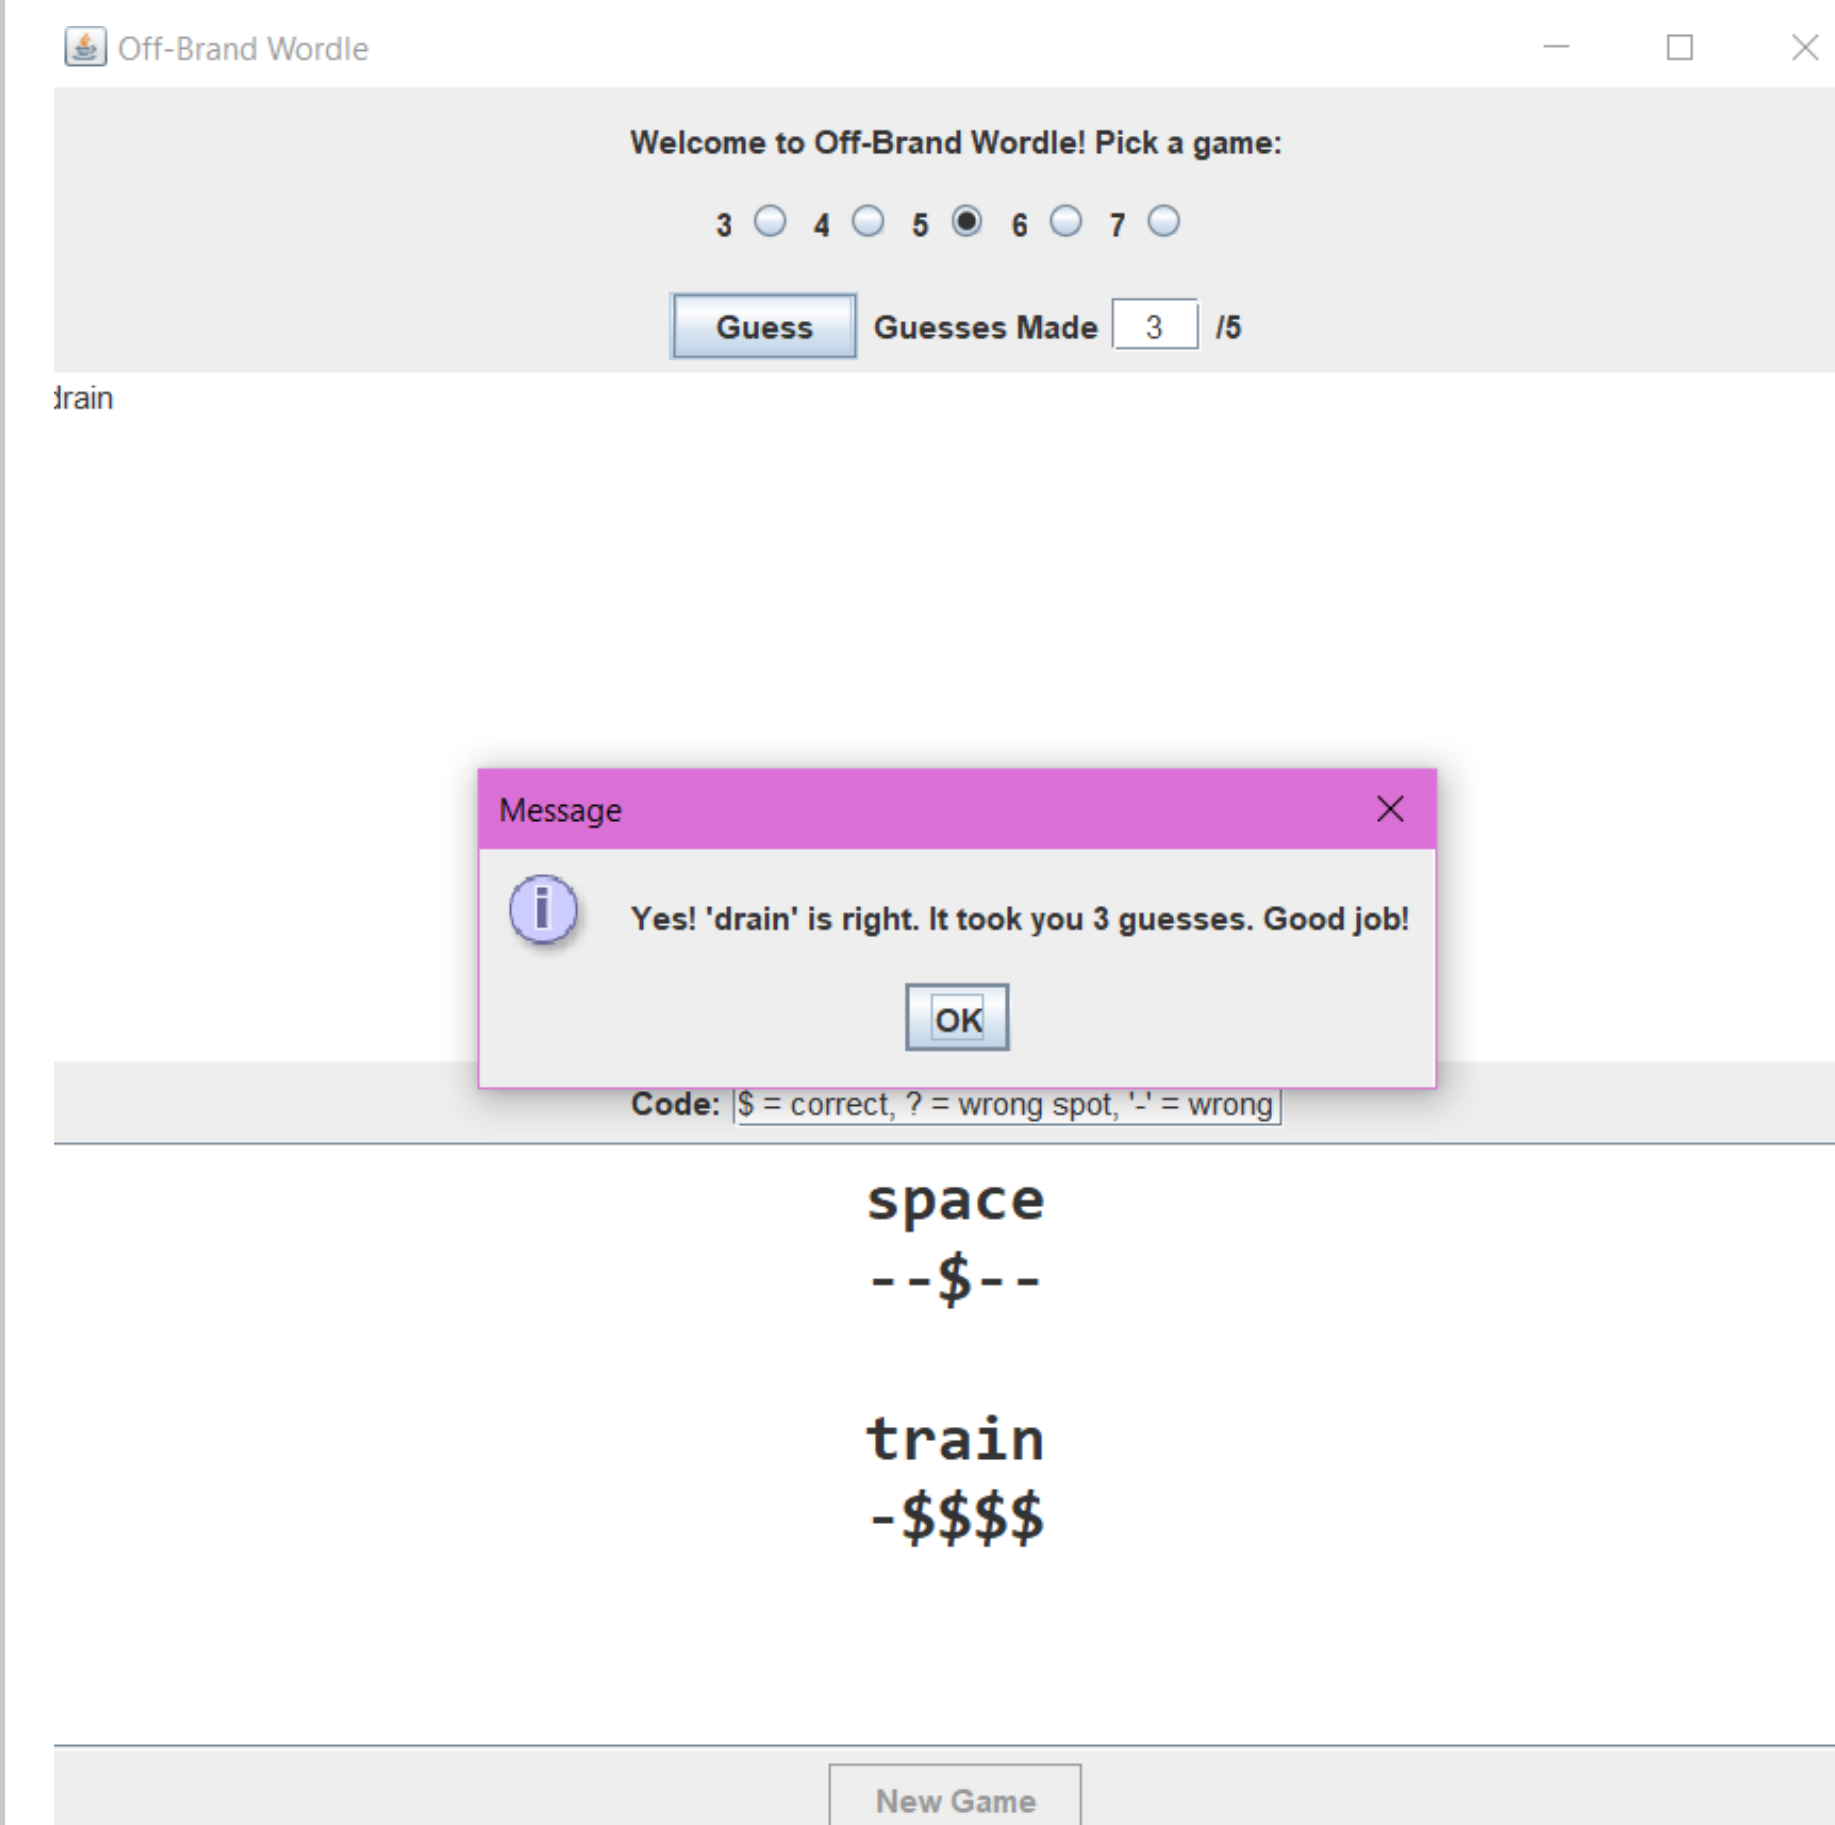 Off-Brand Wordle
Welcome to Off-Brand Wordle! Pick a game:
3 4 5 6 7
Guess Guesses Made 3 /5
drain
Message
Yes! 'drain' is right. It took you 3 guesses. Good job!
OK
Code: $ = correct, ? = wrong spot, '-' = wrong
space
--$--
train
-$$$$
New Game